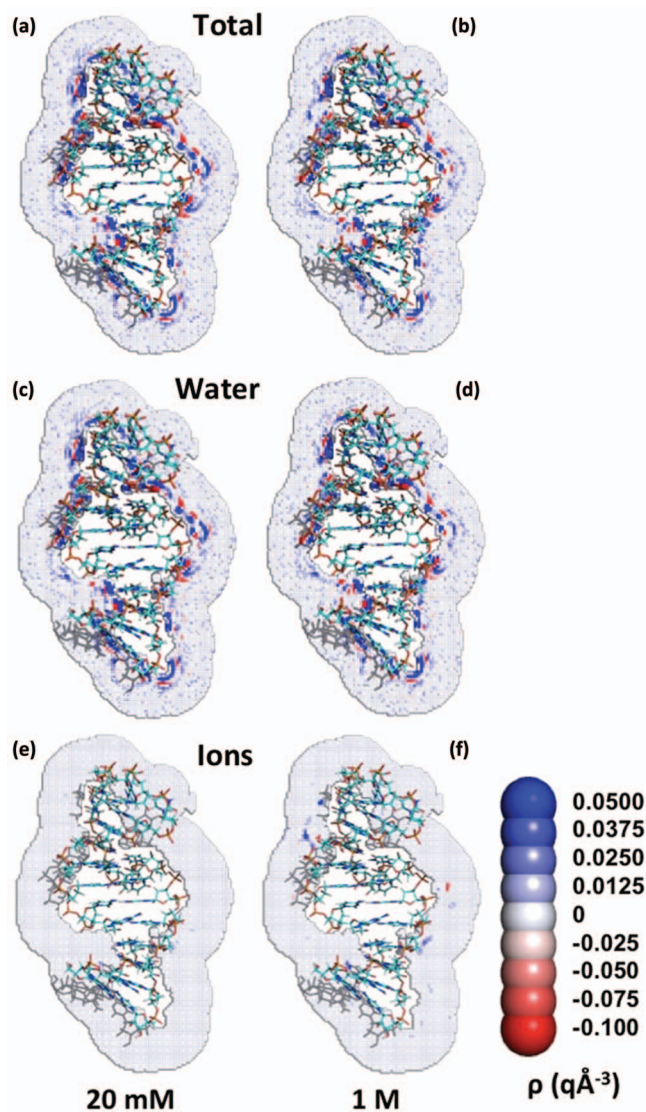 (a) Total (b)
(c) Water (d)
(e) Ions (f)
0.0500
0.0375
0.0250
0.0125
0
-0.025
-0.050
-0.075
-0.100
ρ (qÅ⁻³)
20 mM 1 M